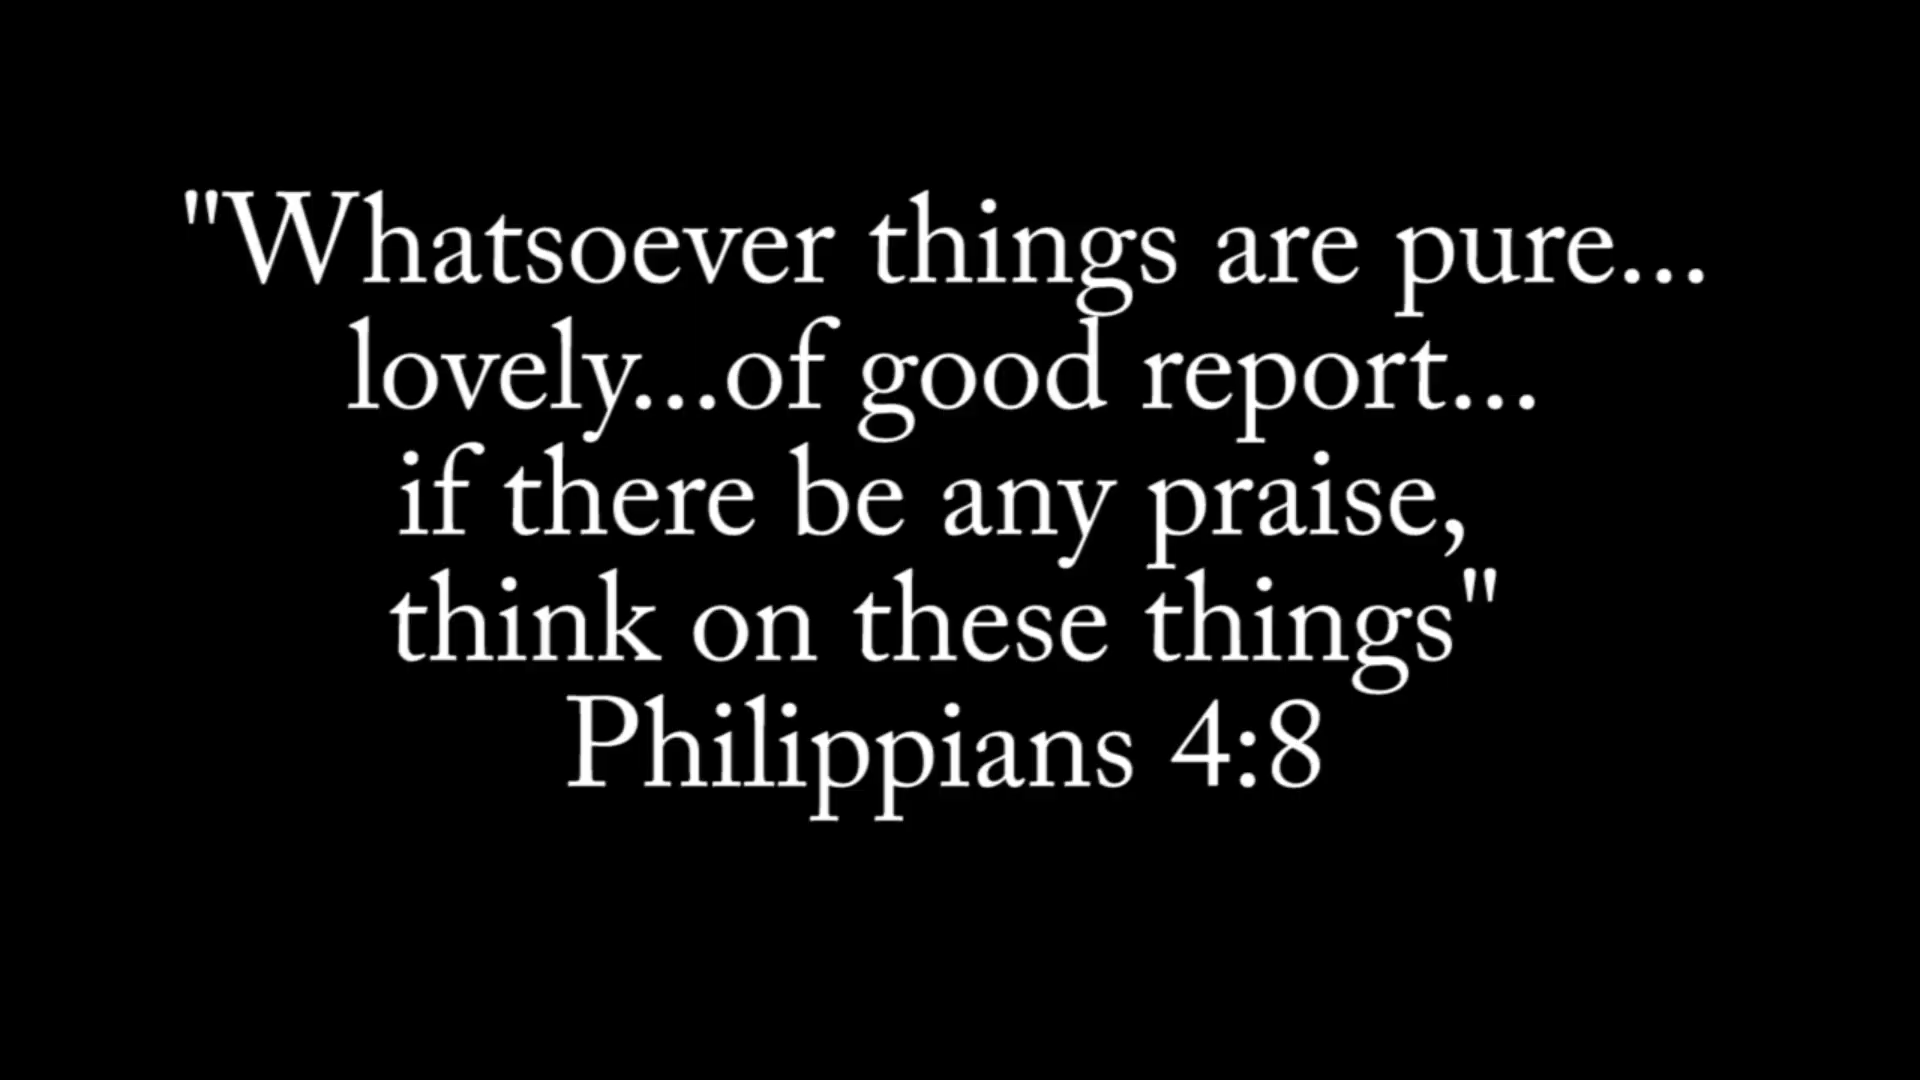 "Whatsoever things are pure...
lovely...of good report...
if there be any praise,
think on these things"
Philippians 4:8